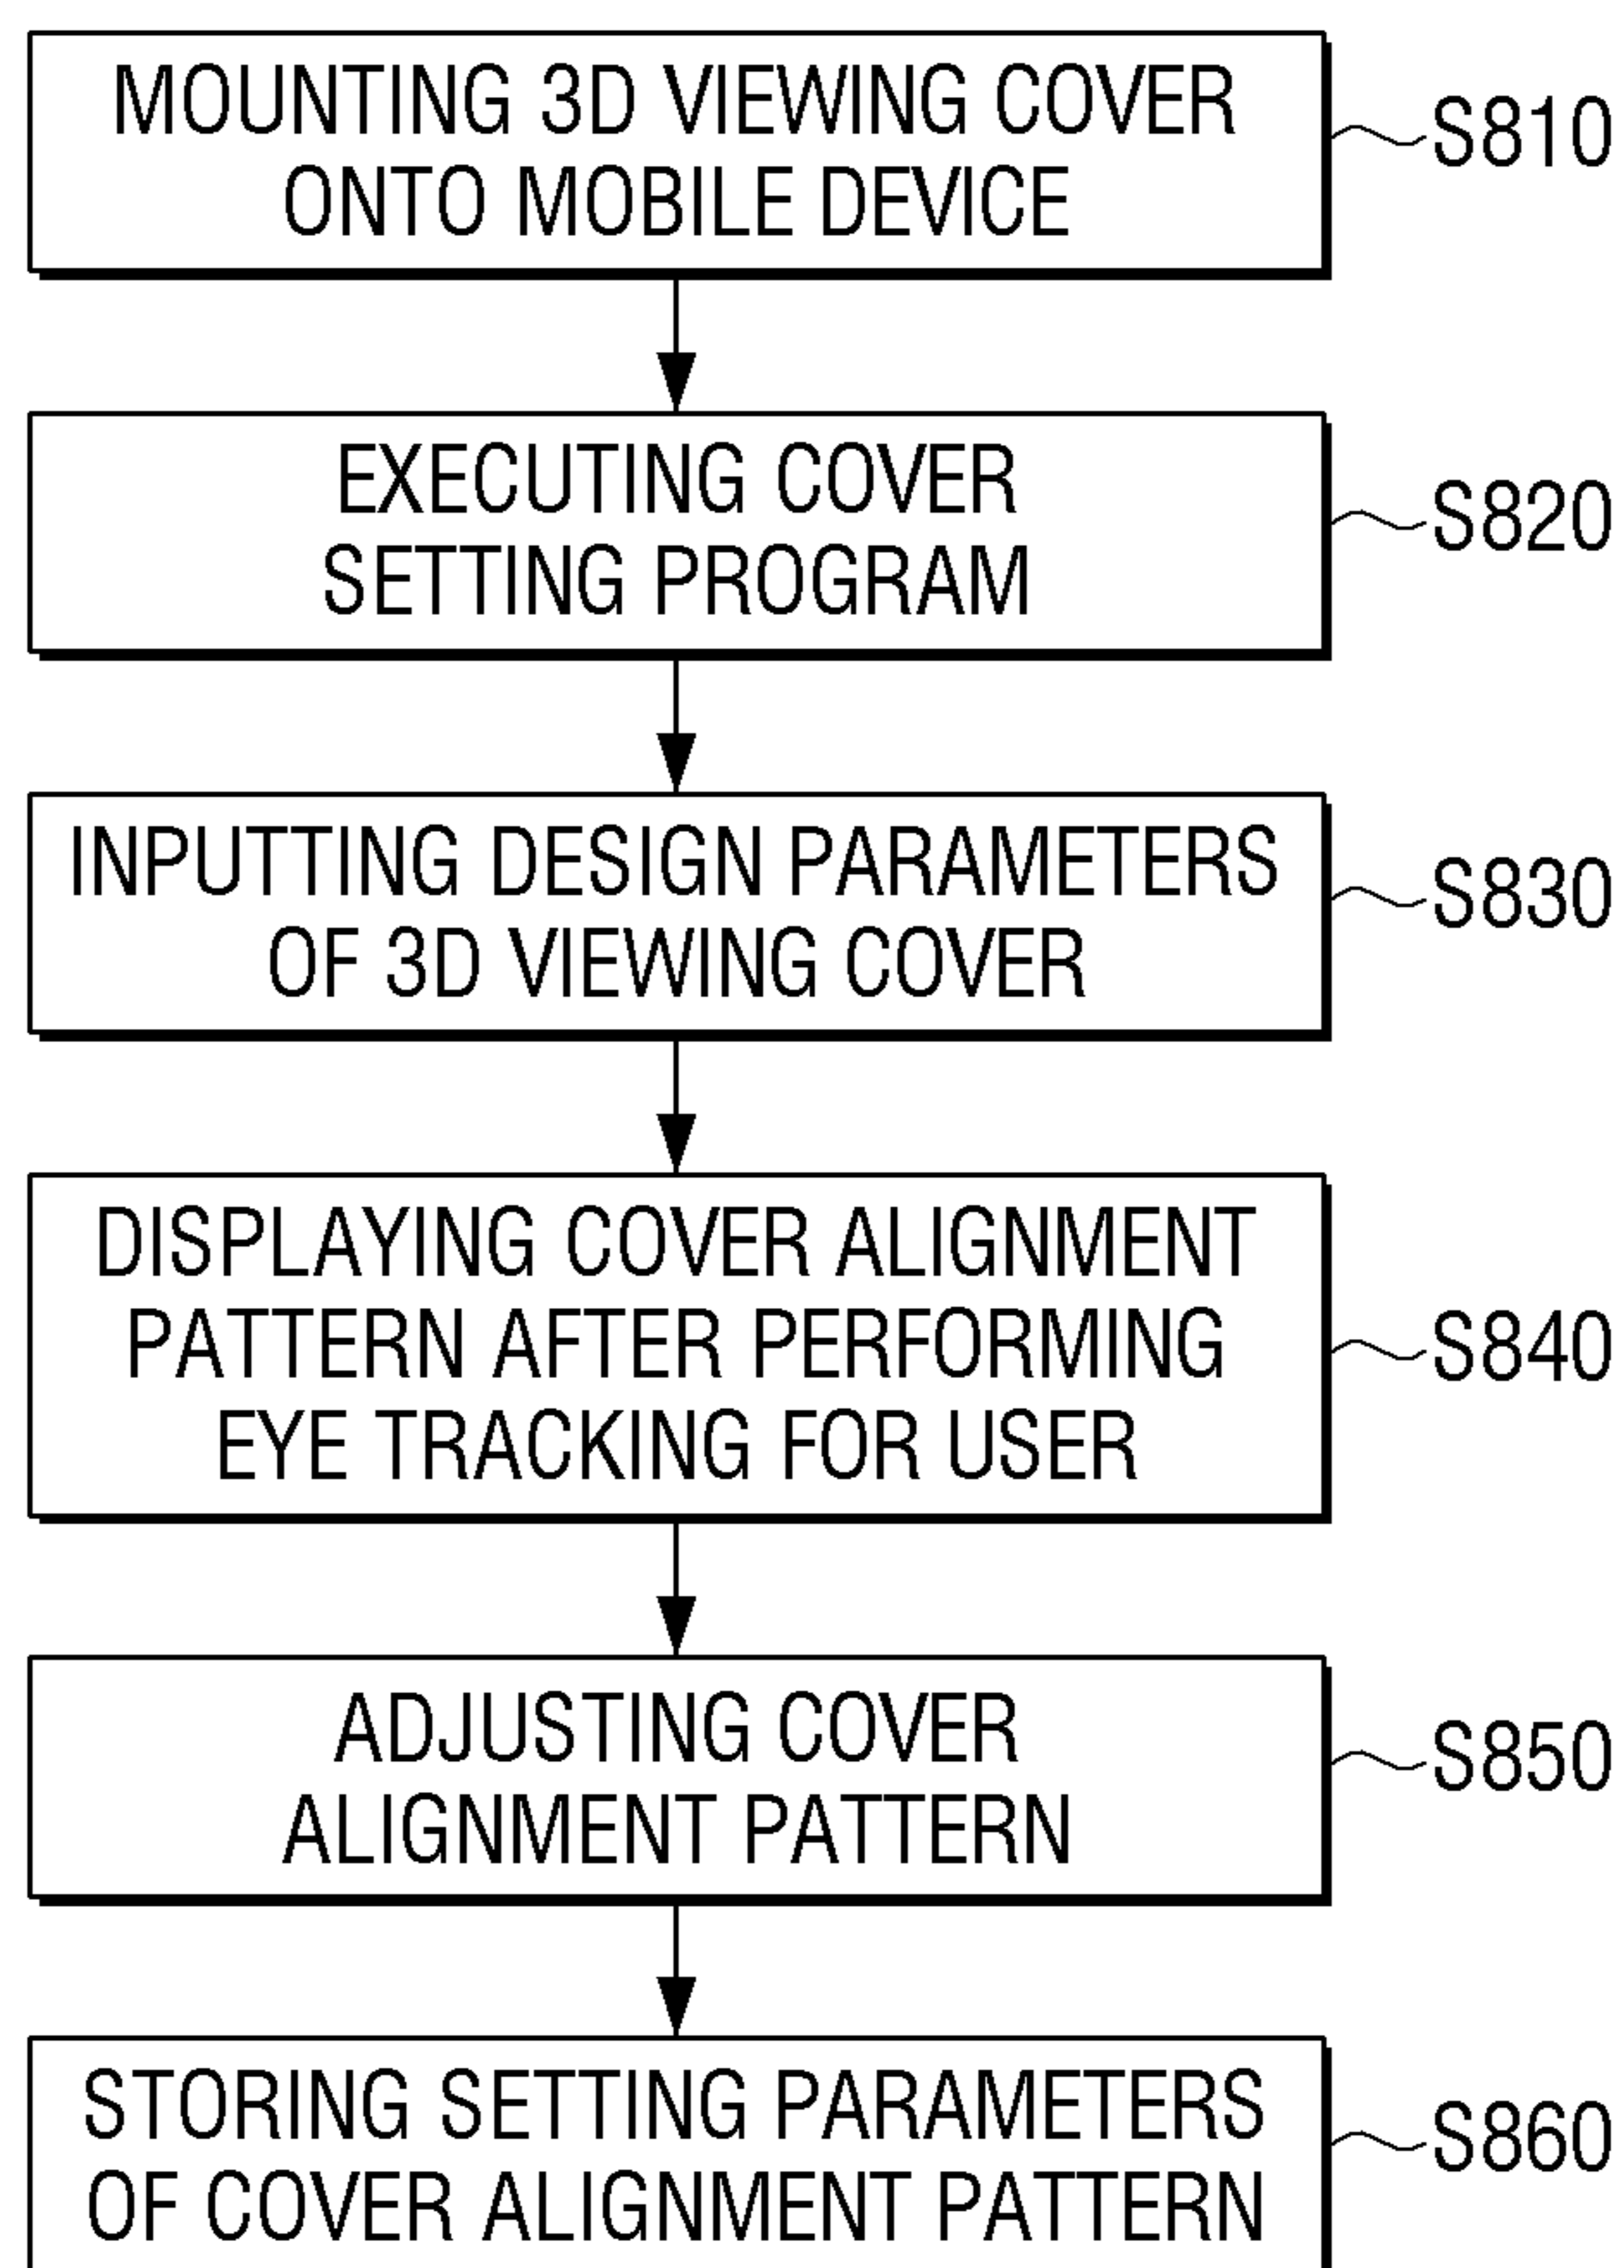 MOUNTING 3D VIEWING COVER
ONTO MOBILE DEVICE
S810
EXECUTING COVER
SETTING PROGRAM
S820
INPUTTING DESIGN PARAMETERS
OF 3D VIEWING COVER
S830
DISPLAYING COVER ALIGNMENT
PATTERN AFTER PERFORMING
EYE TRACKING FOR USER
S840
ADJUSTING COVER
ALIGNMENT PATTERN
S850
STORING SETTING PARAMETERS
OF COVER ALIGNMENT PATTERN
S860